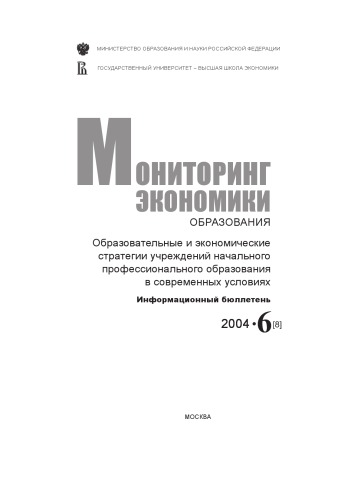 МИНИСТЕРСТВО ОБРАЗОВАНИЯ И НАУКИ РОССИЙСКОЙ ФЕДЕРАЦИИ
ГОСУДАРСТВЕННЫЙ УНИВЕРСИТЕТ – ВЫСШАЯ ШКОЛА ЭКОНОМИКИ
МОНИТОРИНГ
ЭКОНОМИКИ
ОБРАЗОВАНИЯ
Образовательные и экономические
стратегии учреждений начального
профессионального образования
в современных условиях
Информационный бюллетень
2004 • 6 [8]
МОСКВА